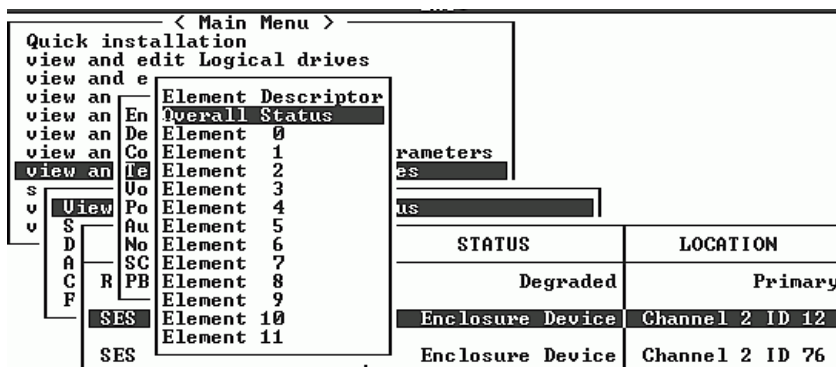 < Main Menu >
Quick installation
view and edit Logical drives
view and e
view an
view an
view an
view an rameters
view an es
s
v View us
v S
D
A
C
F
En
De
Co
Te
Vo
Po
Au
No
SC
PB
Element Descriptor
Overall Status
Element 0
Element 1
Element 2
Element 3
Element 4
Element 5
Element 6
Element 7
Element 8
Element 9
Element 10
Element 11
STATUS LOCATION
R Degraded Primary
SES Enclosure Device Channel 2 ID 12
SES Enclosure Device Channel 2 ID 76